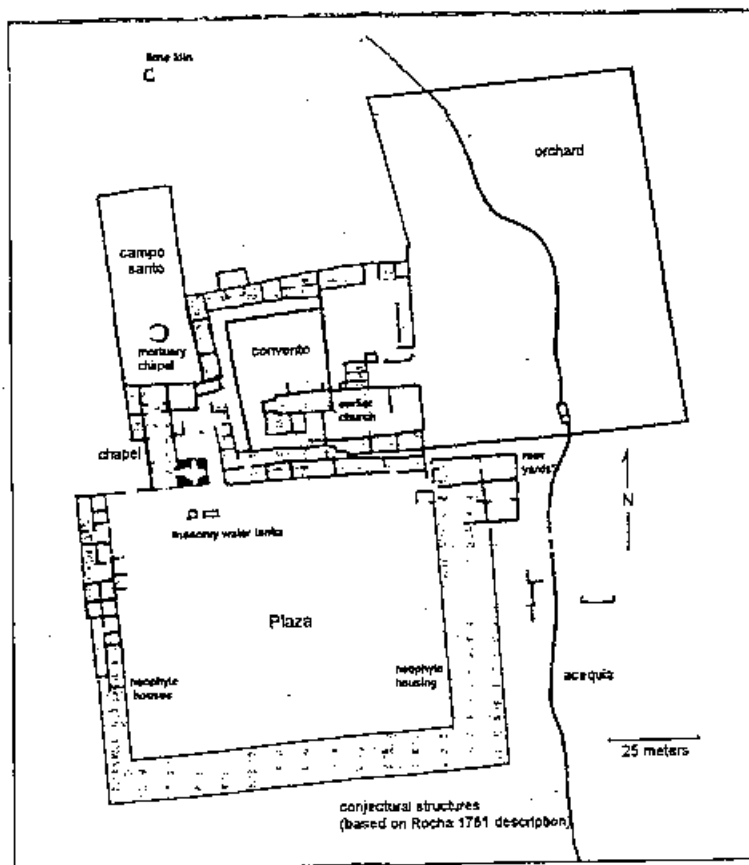 lime kiln
orchard
campo
santo
mortuary
chapel
convento
earlier
church
chapel
rear
yards?
N
masonry water tanks
Plaza
neophyte
houses
neophyte
housing
acequia
25 meters
conjectural structures
(based on Rocha 1781 description)